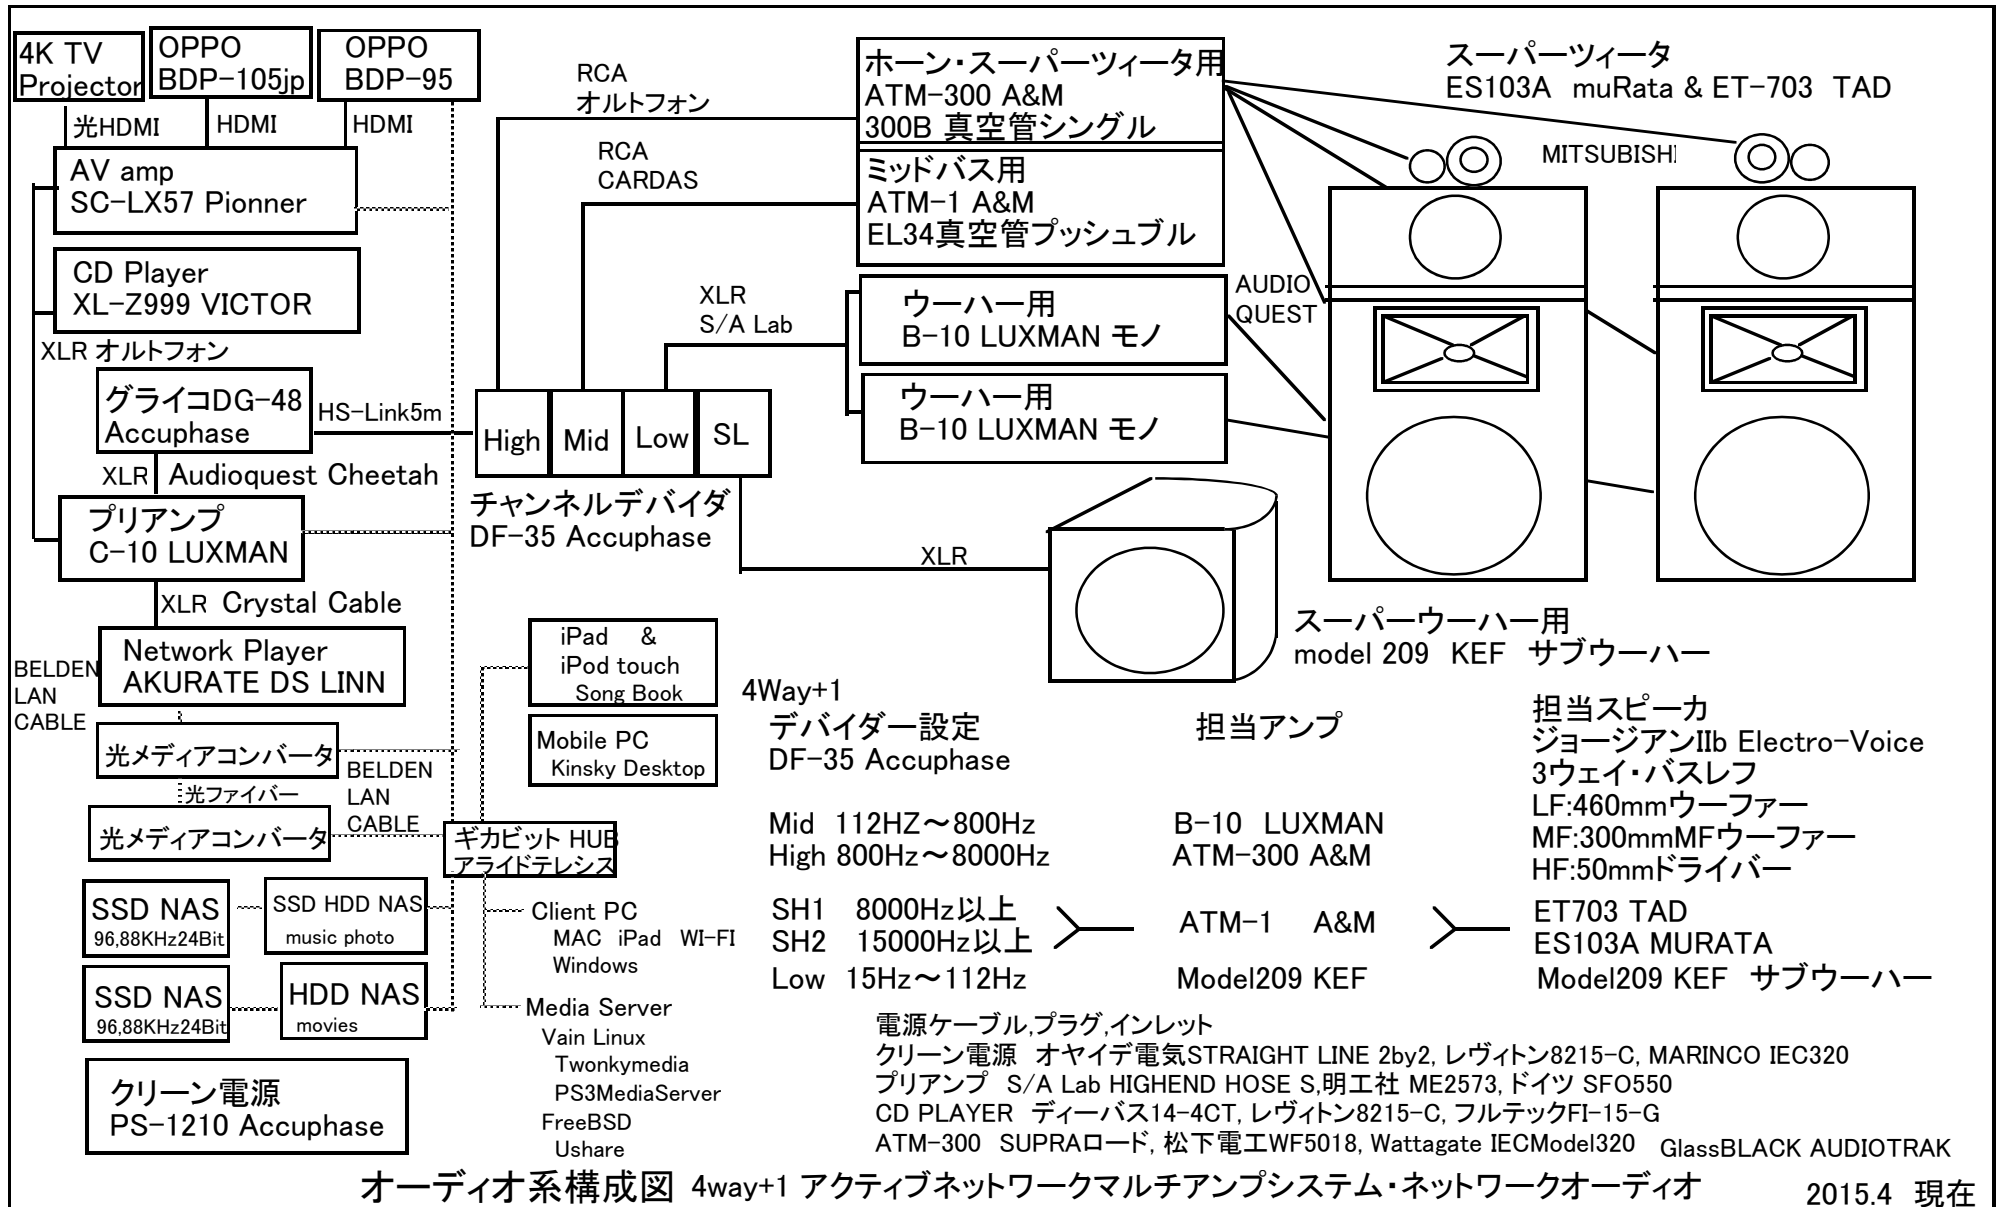 4K TV
Projector
OPPO
BDP-105jp
OPPO
BDP-95
光HDMI
HDMI
HDMI
AV amp
SC-LX57 Pionner
CD Player
XL-Z999 VICTOR
XLR オルトフォン
グライコDG-48
Accuphase
HS-Link5m
XLR Audioquest Cheetah
プリアンプ
C-10 LUXMAN
XLR Crystal Cable
Network Player
AKURATE DS LINN
BELDEN
LAN
CABLE
光メディアコンバータ
光ファイバー
BELDEN
LAN
CABLE
光メディアコンバータ
ギカビット HUB
アライドテレシス
SSD NAS
96,88KHz24Bit
SSD HDD NAS
music photo
SSD NAS
96,88KHz24Bit
HDD NAS
movies
クリーン電源
PS-1210 Accuphase
RCA
オルトフォン
RCA
CARDAS
XLR
S/A Lab
High
Mid
Low
SL
チャンネルデバイダ
DF-35 Accuphase
XLR
ホーン・スーパーツィータ用
ATM-300 A&M
300B 真空管シングル
ミッドバス用
ATM-1 A&M
EL34真空管プッシュブル
ウーハー用
B-10 LUXMAN モノ
ウーハー用
B-10 LUXMAN モノ
AUDIO
QUEST
スーパーツィータ
ES103A muRata & ET-703 TAD
MITSUBISHI
スーパーウーハー用
model 209 KEF サブウーハー
iPad &
iPod touch
Song Book
Mobile PC
Kinsky Desktop
Client PC
MAC iPad WI-FI
Windows
Media Server
Vain Linux
Twonkymedia
PS3MediaServer
FreeBSD
Ushare
4Way+1
デバイダー設定
DF-35 Accuphase
担当アンプ
担当スピーカ
ジョージアンIIb Electro-Voice
3ウェイ・バスレフ
LF:460mmウーファー
MF:300mmMFウーファー
HF:50mmドライバー
Mid 112HZ～800Hz
High 800Hz～8000Hz
B-10 LUXMAN
ATM-300 A&M
SH1 8000Hz以上
SH2 15000Hz以上
ATM-1 A&M
ET703 TAD
ES103A MURATA
Low 15Hz～112Hz
Model209 KEF
Model209 KEF サブウーハー
電源ケーブル,プラグ,インレット
クリーン電源 オヤイデ電気STRAIGHT LINE 2by2, レヴィトン8215-C, MARINCO IEC320
プリアンプ S/A Lab HIGHEND HOSE S,明工社 ME2573, ドイツ SFO550
CD PLAYER ディーバス14-4CT, レヴィトン8215-C, フルテックFI-15-G
ATM-300 SUPRAロード, 松下電工WF5018, Wattagate IECModel320 GlassBLACK AUDIOTRAK
オーディオ系構成図 4way+1 アクティブネットワークマルチアンプシステム・ネットワークオーディオ
2015.4 現在